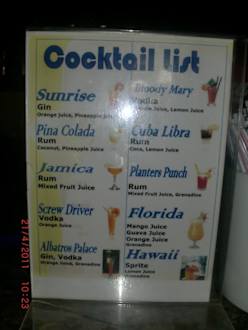 Cocktail List
Sunrise
Gin
Orange Juice, Pineapple
Bloody Mary
Vodka
Juice, Lemon Juice
Pina Colada
Rum
Coconut, Pineapple Juice
Cuba Libra
Rum
Coca, Lemon Juice
Jamica
Rum
Mixed Fruit Juice
Planters Punch
Rum
Mixed Fruit Juice, Grenadine
Screw Driver
Vodka
Orange Juice
Florida
Mango Juice
Guava Juice
Orange Juice
Grenadine
Albatros Palace
Gin, Vodka
Orange Juice, Grenadine
Hawaii
Sprite
Lemon Juice
Grenadine
21/4/2011 10:23